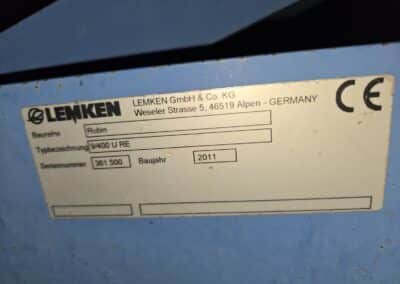 LEMKEN
LEMKEN GmbH & Co. KG
Weseler Strasse 5, 46519 Alpen - GERMANY
CE
Baureihe Rubin
Typbezeichnung 9/400 U RE
Seriennummer 361 500 Baujahr 2011